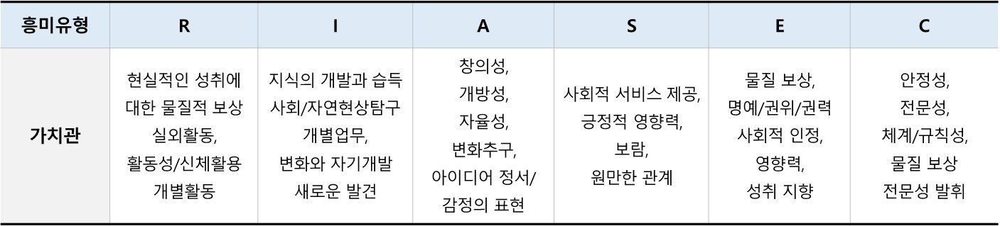 흥미유형 R I A S E C
가치관
현실적인 성취에
대한 물질적 보상
실외활동,
활동성/신체활용
개별활동
지식의 개발과 습득
사회/자연현상탐구
개별업무,
변화와 자기개발
새로운 발견
창의성,
개방성,
자율성,
변화추구,
아이디어 정서/
감정의 표현
사회적 서비스 제공,
긍정적 영향력,
보람,
원만한 관계
물질 보상,
명예/권위/권력
사회적 인정,
영향력,
성취 지향
안정성,
전문성,
체계/규칙성,
물질 보상
전문성 발휘